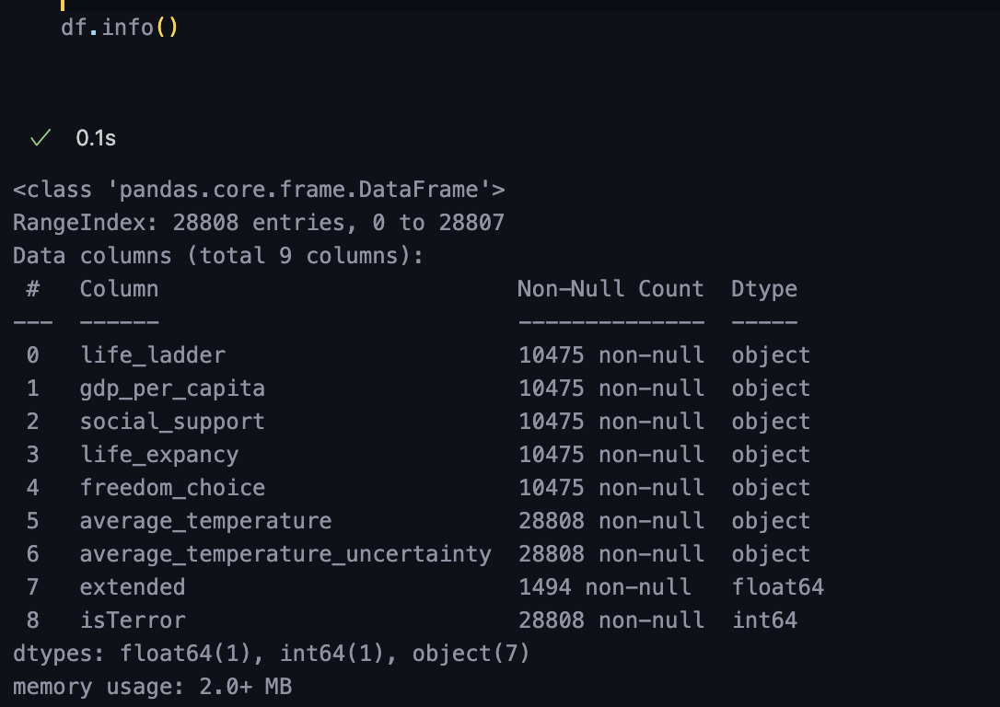 df.info()
0.1s
<class 'pandas.core.frame.DataFrame'>
RangeIndex: 28808 entries, 0 to 28807
Data columns (total 9 columns):
 #   Column                           Non-Null Count  Dtype
---  ------                           --------------  -----
 0   life_ladder                      10475 non-null  object
 1   gdp_per_capita                   10475 non-null  object
 2   social_support                   10475 non-null  object
 3   life_expancy                     10475 non-null  object
 4   freedom_choice                   10475 non-null  object
 5   average_temperature              28808 non-null  object
 6   average_temperature_uncertainty  28808 non-null  object
 7   extended                         1494 non-null   float64
 8   isTerror                         28808 non-null  int64
dtypes: float64(1), int64(1), object(7)
memory usage: 2.0+ MB